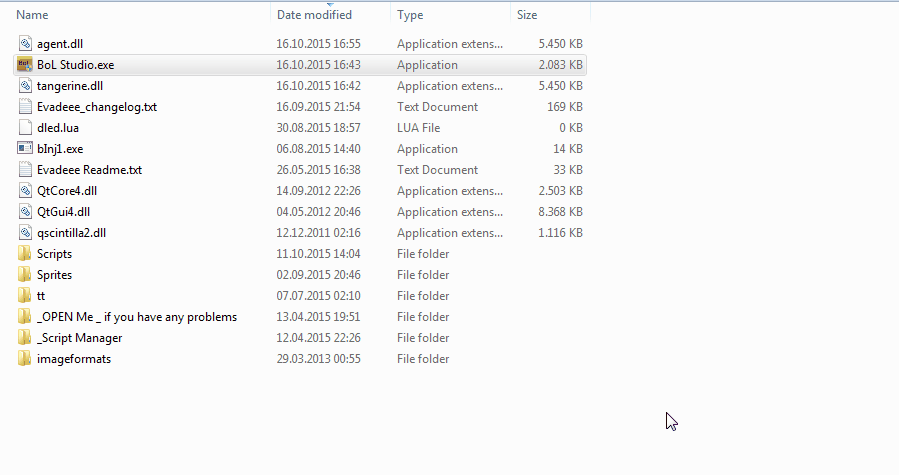 Name Date modified Type Size
agent.dll 16.10.2015 16:55 Application extens... 5.450 KB
BoL Studio.exe 16.10.2015 16:43 Application 2.083 KB
tangerine.dll 16.10.2015 16:42 Application extens... 5.450 KB
Evadeee_changelog.txt 16.09.2015 21:54 Text Document 169 KB
dled.lua 30.08.2015 18:57 LUA File 0 KB
bInj1.exe 06.08.2015 14:40 Application 14 KB
Evadeee Readme.txt 26.05.2015 16:38 Text Document 33 KB
QtCore4.dll 14.09.2012 22:26 Application extens... 2.503 KB
QtGui4.dll 04.05.2012 20:46 Application extens... 8.368 KB
qscintilla2.dll 12.12.2011 02:16 Application extens... 1.116 KB
Scripts 11.10.2015 14:04 File folder
Sprites 02.09.2015 20:46 File folder
tt 07.07.2015 02:10 File folder
_OPEN Me _ if you have any problems 13.04.2015 19:51 File folder
_Script Manager 12.04.2015 22:26 File folder
imageformats 29.03.2013 00:55 File folder